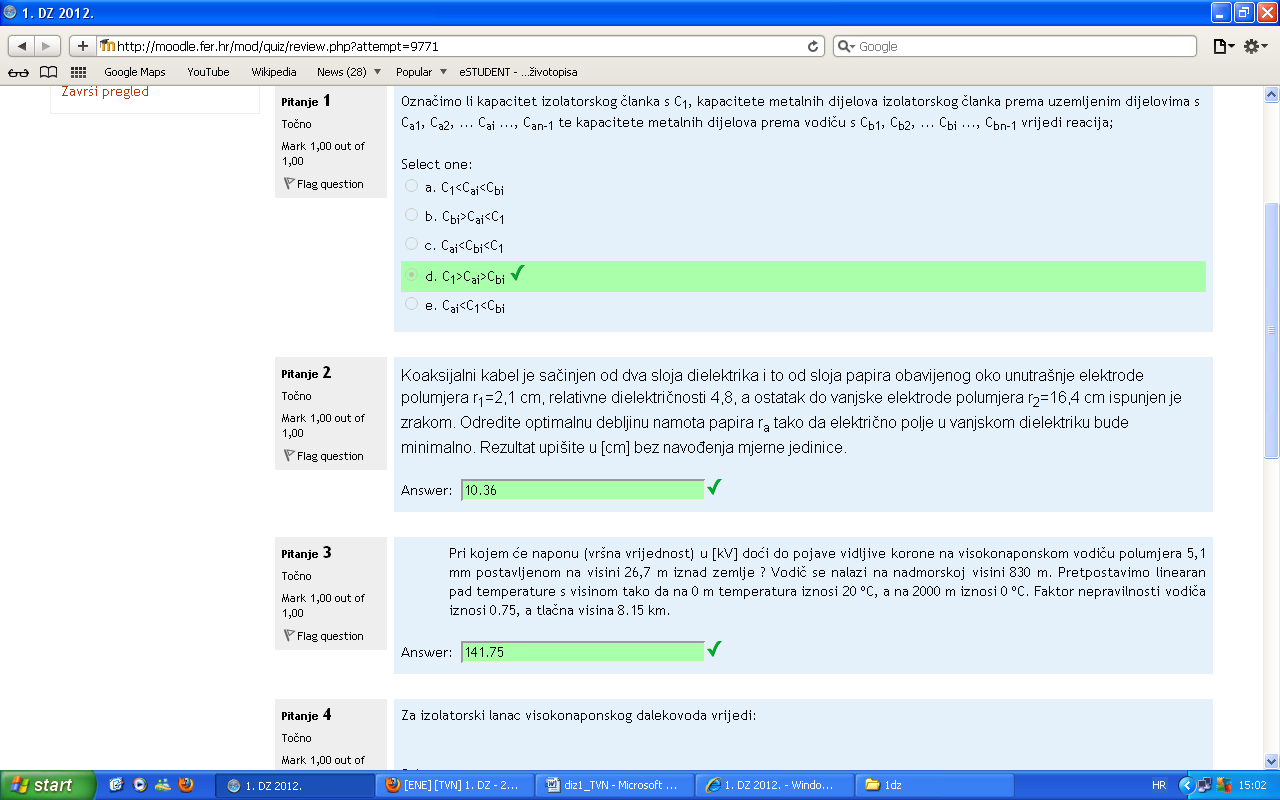 1. DZ 2012.
http://moodle.fer.hr/mod/quiz/review.php?attempt=9771
Google
Google Maps YouTube Wikipedia News (28) Popular eSTUDENT - ...životopisa
Završi pregled
Pitanje 1
Točno
Mark 1,00 out of
1,00
Flag question
Označimo li kapacitet izolatorskog članka s C1, kapacitete metalnih dijelova izolatorskog članka prema uzemljenim dijelovima s
Ca1, Ca2, ... Cai ..., Can-1 te kapacitete metalnih dijelova prema vodiču s Cb1, Cb2, ... Cbi ..., Cbn-1 vrijedi reacija;
Select one:
a. C1<Cai<Cbi
b. Cbi>Cai<C1
c. Cai<Cbi<C1
d. C1>Cai>Cbi
e. Cai<C1<Cbi
Pitanje 2
Točno
Mark 1,00 out of
1,00
Flag question
Koaksijalni kabel je sačinjen od dva sloja dielektrika i to od sloja papira obavijenog oko unutrašnje elektrode
polumjera r1=2,1 cm, relativne dielektričnosti 4,8, a ostatak do vanjske elektrode polumjera r2=16,4 cm ispunjen je
zrakom. Odredite optimalnu debljinu namota papira ra tako da električno polje u vanjskom dielektriku bude
minimalno. Rezultat upišite u [cm] bez navođenja mjerne jedinice.
Answer: 10.36
Pitanje 3
Točno
Mark 1,00 out of
1,00
Flag question
Pri kojem će naponu (vršna vrijednost) u [kV] doći do pojave vidljive korone na visokonaponskom vodiču polumjera 5,1
mm postavljenom na visini 26,7 m iznad zemlje ? Vodič se nalazi na nadmorskoj visini 830 m. Pretpostavimo linearan
pad temperature s visinom tako da na 0 m temperatura iznosi 20 ºC, a na 2000 m iznosi 0 ºC. Faktor nepravilnosti vodiča
iznosi 0.75, a tlačna visina 8.15 km.
Answer: 141.75
Pitanje 4
Točno
Mark 1,00 out of
Za izolatorski lanac visokonaponskog dalekovoda vrijedi:
start 1. DZ 2012. [ENE] [TVN] 1. DZ - 2... diz1_TVN - Microsoft ... 1. DZ 2012. - Windo... 1dz HR 15:02